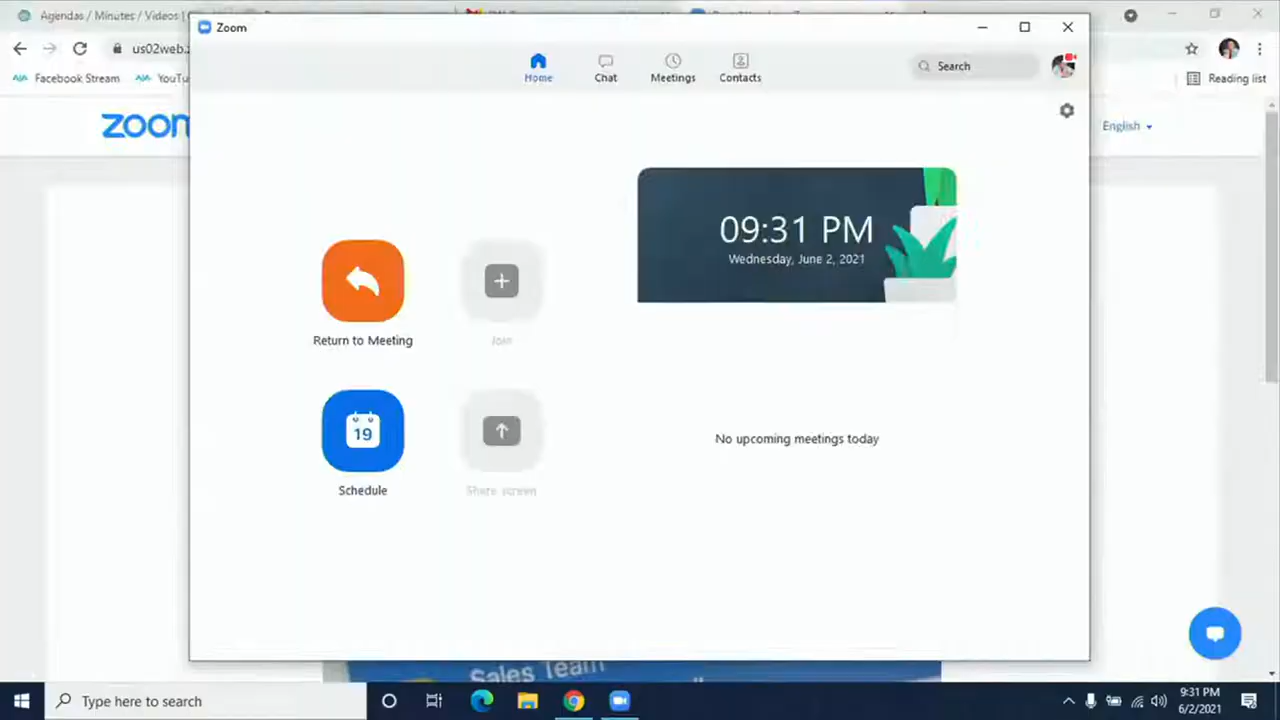 Agendas / Minutes / Videos |
Zoom
us02web.z
Home
Chat
Meetings
Contacts
Search
Facebook Stream
YouTu
Reading list
zoom
English
09:31 PM
Wednesday, June 2, 2021
Return to Meeting
Join
19
No upcoming meetings today
Schedule
Share screen
Sales Team
Type here to search
9:31 PM
6/2/2021